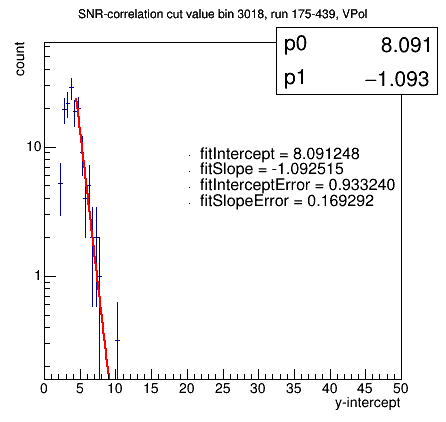 SNR-correlation cut value bin 3018, run 175-439, VPol
p0 8.091
p1 −1.093
count
10
1
fitIntercept = 8.091248
fitSlope = -1.092515
fitInterceptError = 0.933240
fitSlopeError = 0.169292
0 5 10 15 20 25 30 35 40 45 50
y-intercept